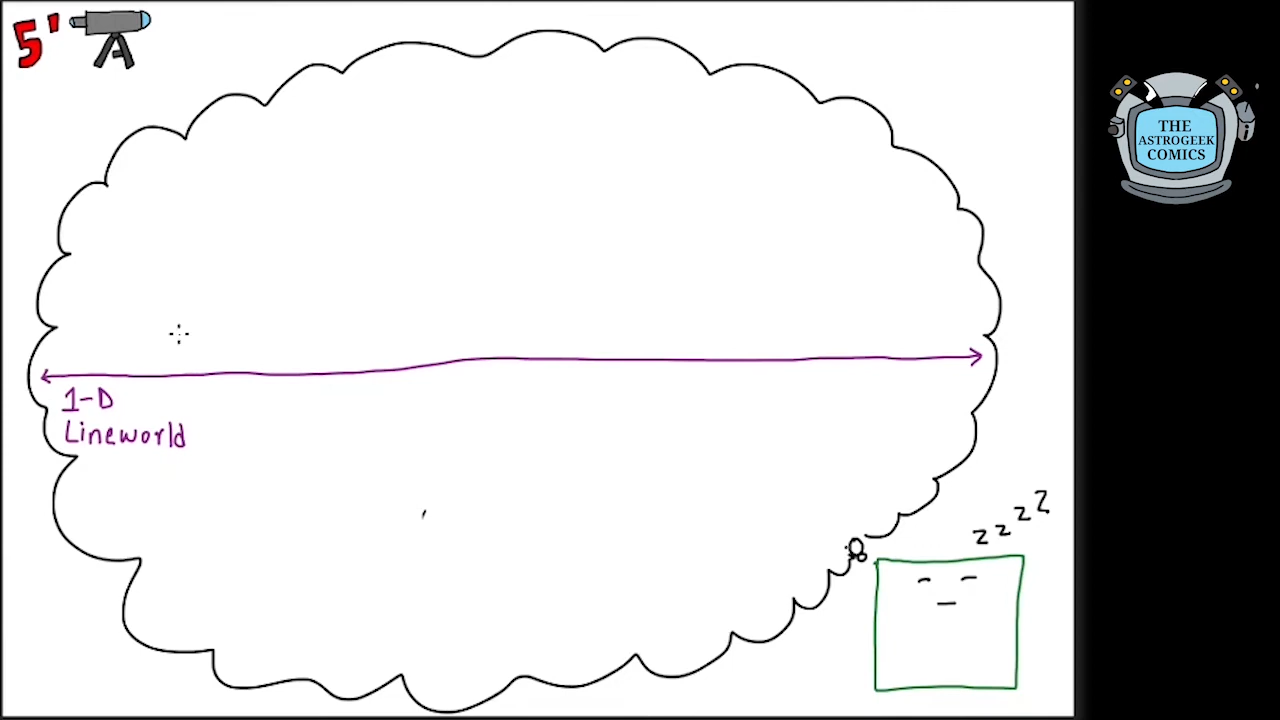 5'
THE
ASTROGEEK
COMICS
1-D
Lineworld
z z z z